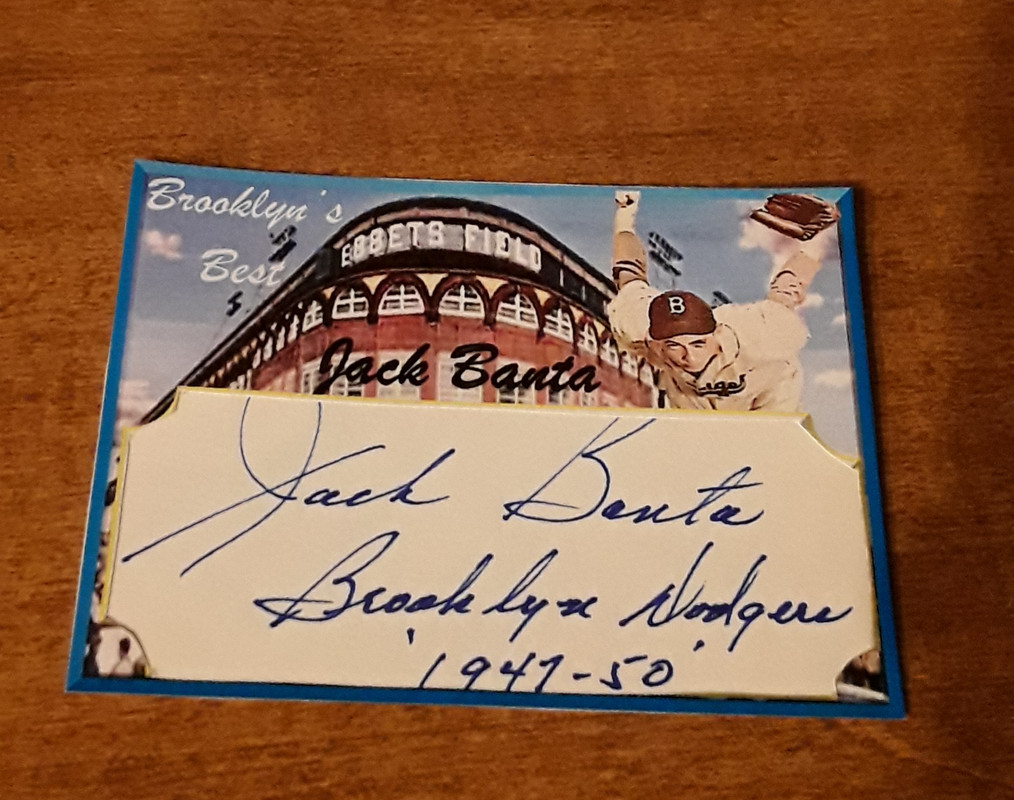 Brooklyn's
Best
EBBETS FIELD
B
Jack Banta
Jack Banta
Brooklyn Dodgers
'1947-50'